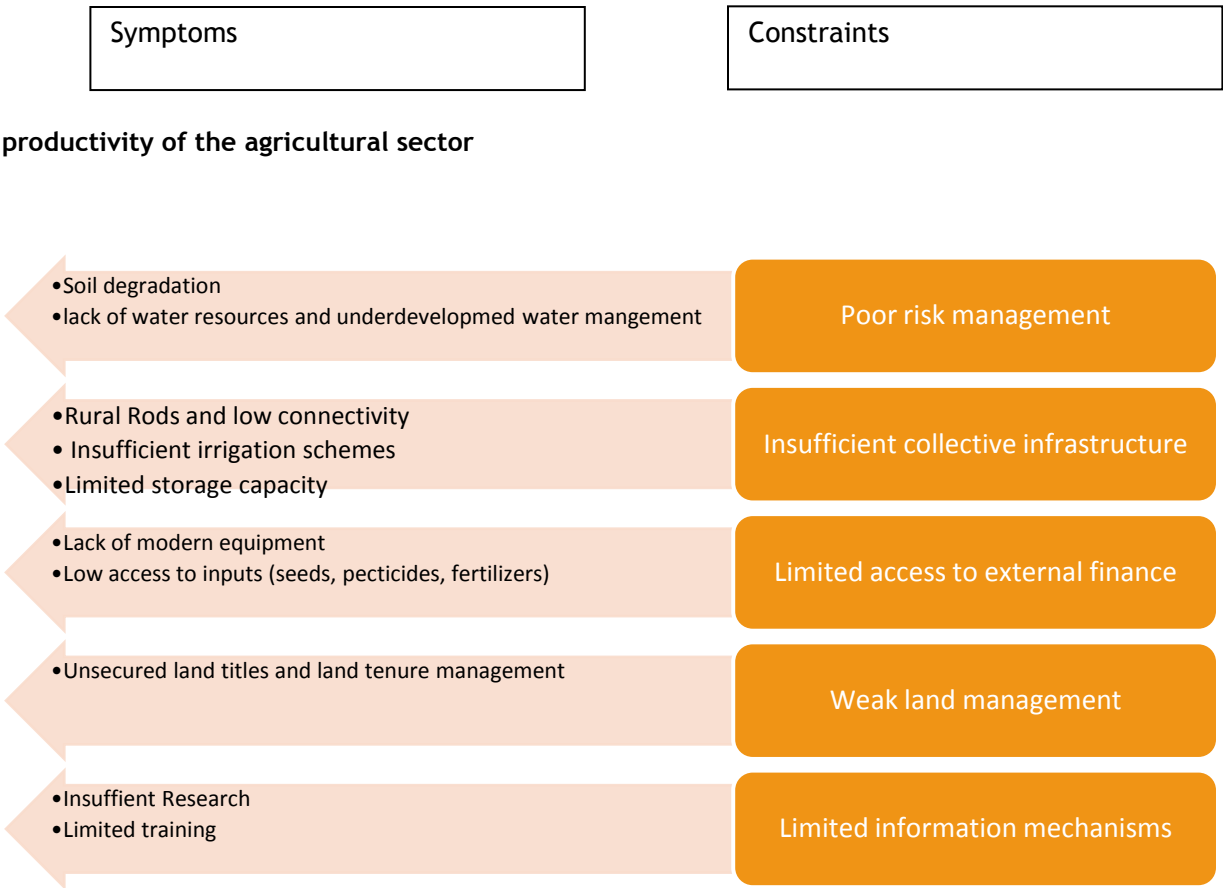 Symptoms
Constraints
productivity of the agricultural sector
•Soil degradation
•lack of water resources and underdevelopmed water mangement
Poor risk management
•Rural Rods and low connectivity
• Insufficient irrigation schemes
•Limited storage capacity
Insufficient collective infrastructure
•Lack of modern equipment
•Low access to inputs (seeds, pecticides, fertilizers)
Limited access to external finance
•Unsecured land titles and land tenure management
Weak land management
•Insuffient Research
•Limited training
Limited information mechanisms